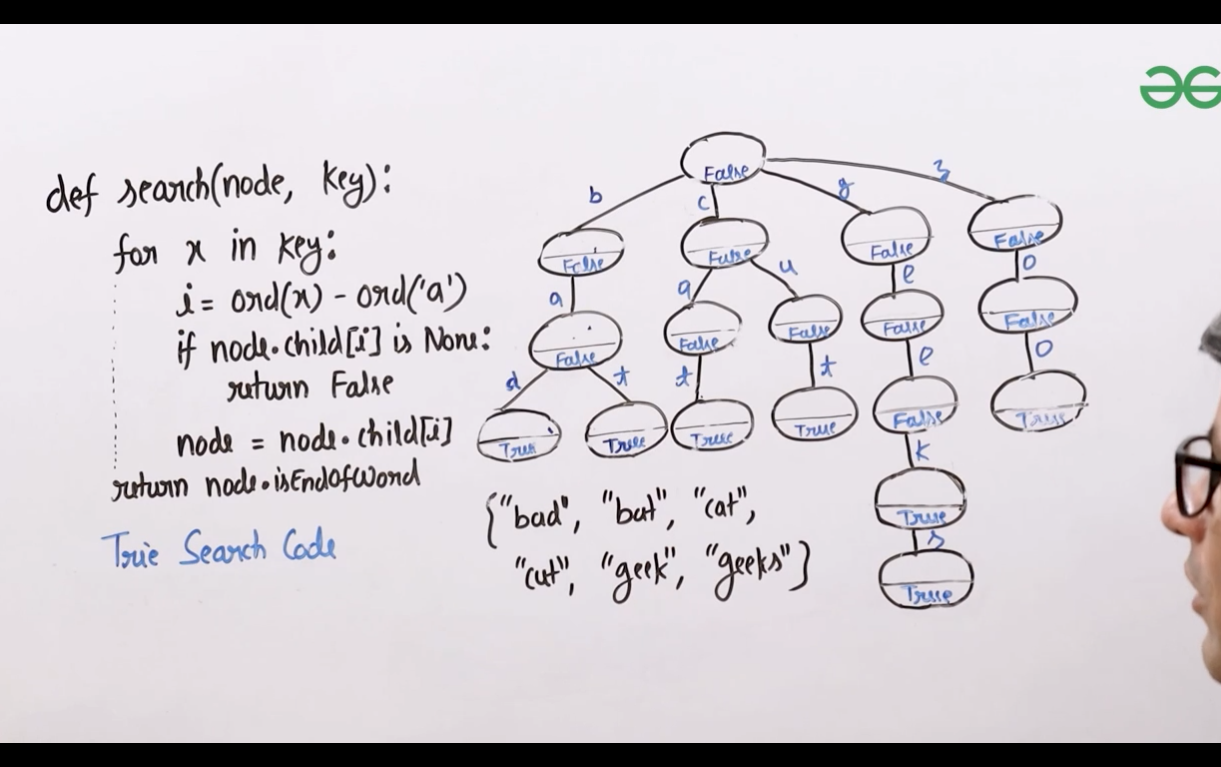 def search(node, key):
for x in key:
i = ord(x) - ord('a')
if node.child[i] is None:
return False
node = node.child[i]
return node.isEndOfWord
Trie Search Code
False
b c g z
False False False False
a a u e o
False False False False False
d t t t e o
True True True True False True
k
True
s
True
{"bad", "bat", "cat",
"cut", "geek", "geeks"}